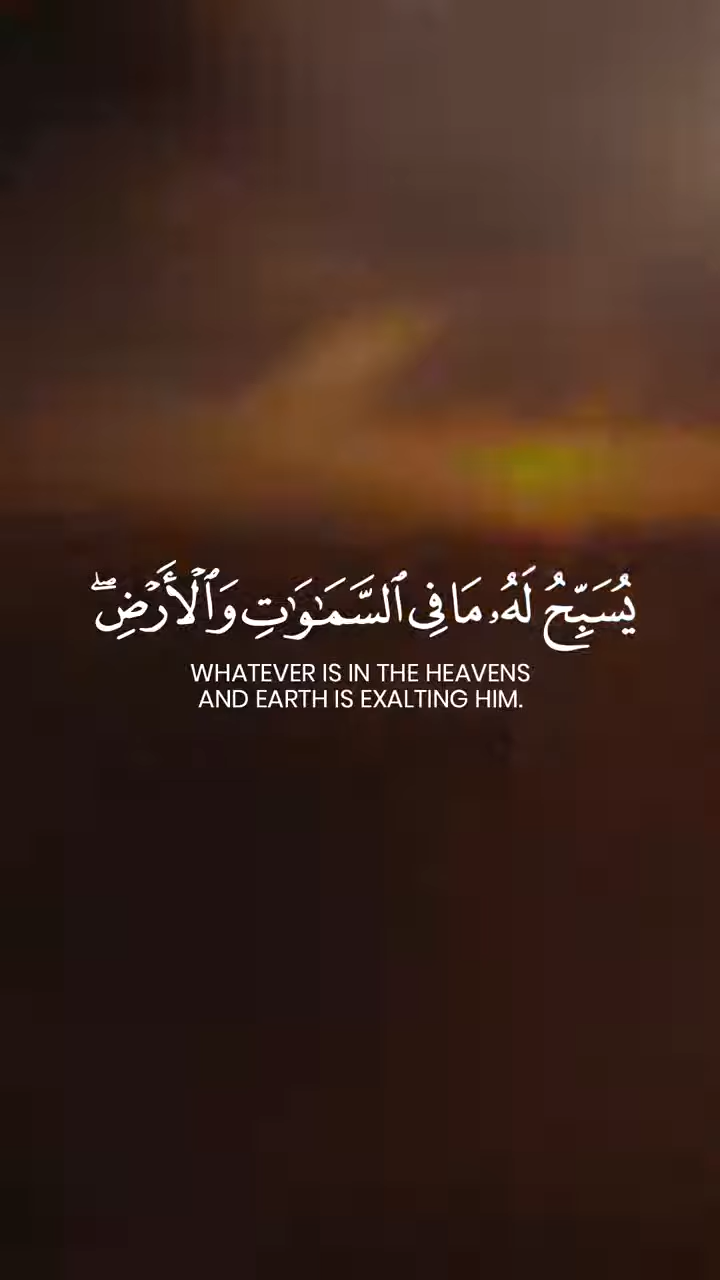 يُسَبِّحُ لَهُۥ مَا فِى ٱلسَّمَـٰوَٰتِ وَٱلْأَرْضِ ۖ
WHATEVER IS IN THE HEAVENS
AND EARTH IS EXALTING HIM.